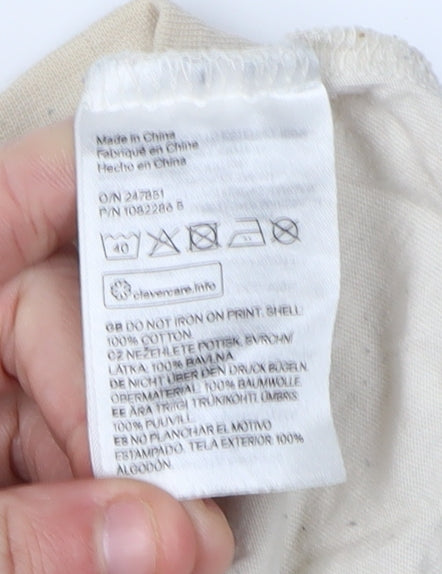 Made in China
Fabriqué en Chine
Hecho en China
O/N 247851
P/N 1082286 B
40
clevercare.info
GB DO NOT IRON ON PRINT. SHELL:
100% COTTON
CZ NEŽEHLETE POTISK. SVRCHNÍ
LÁTKA: 100% BAVLNA
DE NICHT ÜBER DEN DRUCK BÜGELN.
OBERMATERIAL: 100% BAUMWOLLE
EE ÄRA TRIIGI TRÜKIKOHTI. ÜMBRIS:
100% PUUVILL
ES NO PLANCHAR EL MOTIVO
ESTAMPADO. TELA EXTERIOR: 100%
ALGODÓN